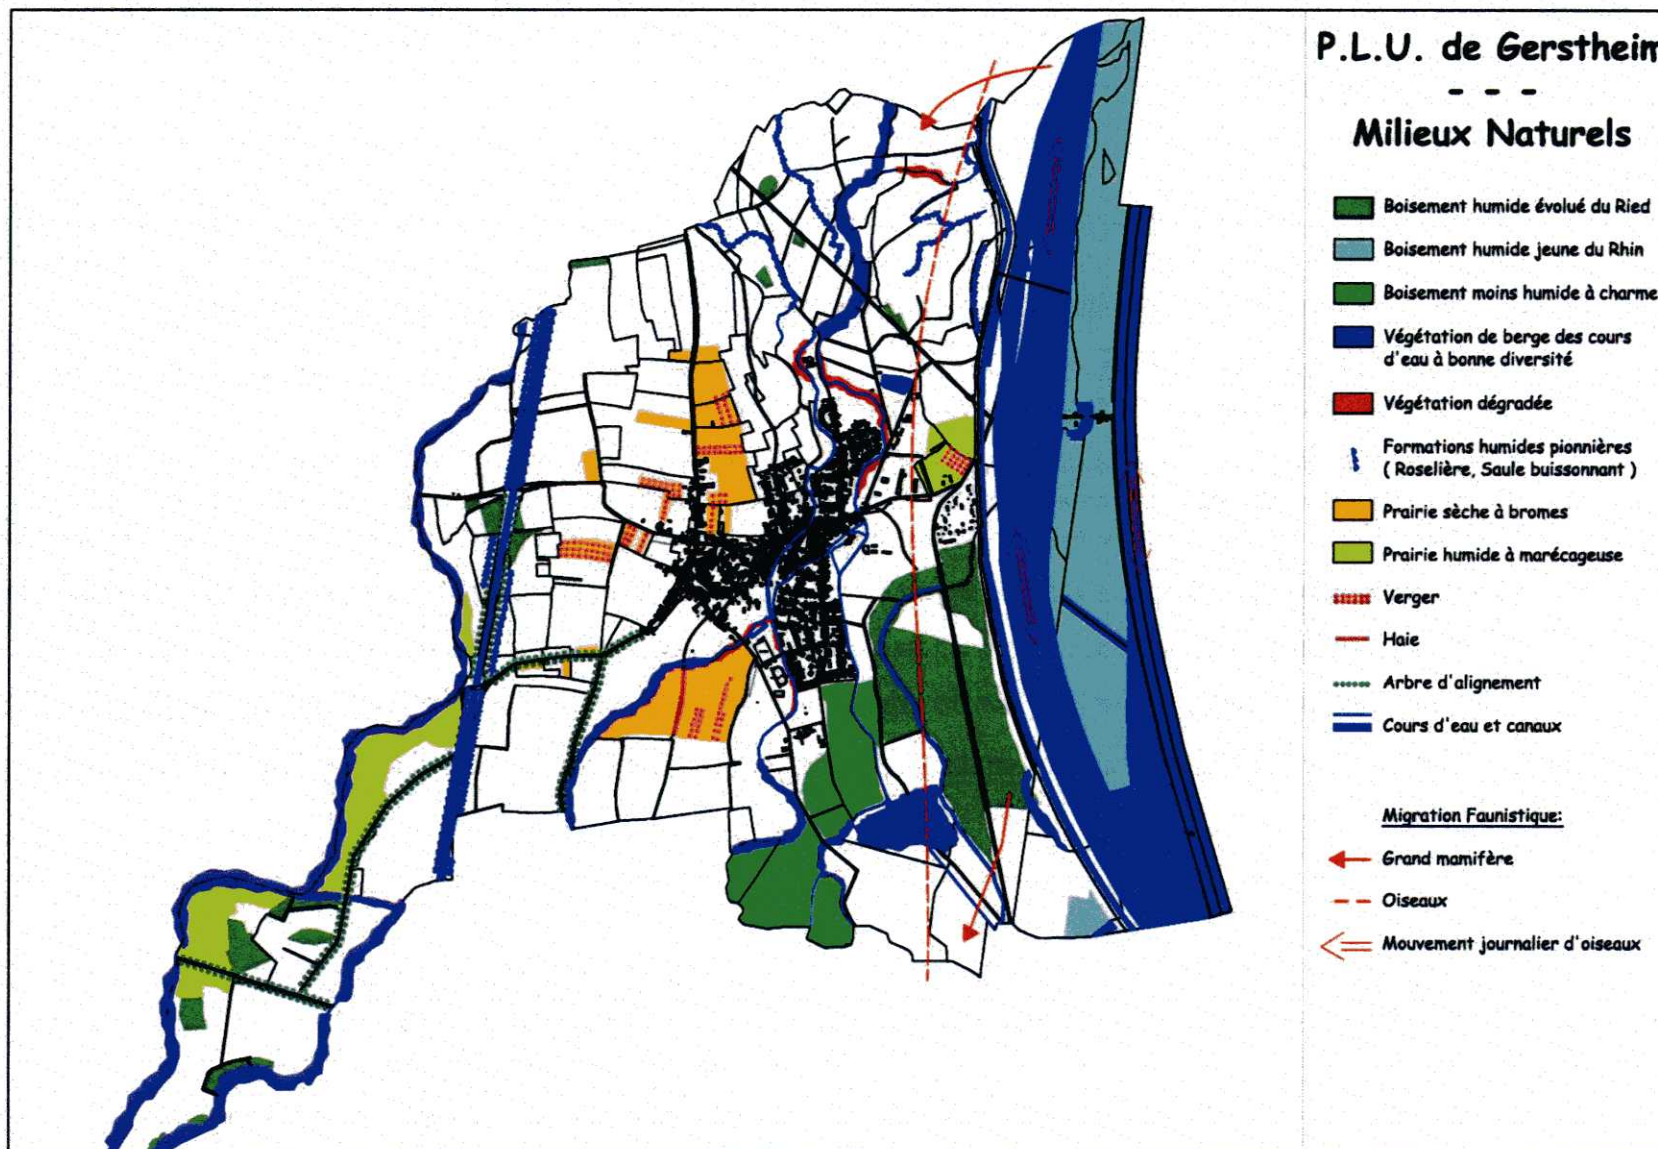 P.L.U. de Gerstheim
- - -
Milieux Naturels
Boisement humide évolué du Ried
Boisement humide jeune du Rhin
Boisement moins humide à charme
Végétation de berge des cours
d'eau à bonne diversité
Végétation dégradée
Formations humides pionnières
( Roselière, Saule buissonnant )
Prairie sèche à bromes
Prairie humide à marécageuse
Verger
Haie
Arbre d'alignement
Cours d'eau et canaux
Migration Faunistique:
Grand mamifère
Oiseaux
Mouvement journalier d'oiseaux